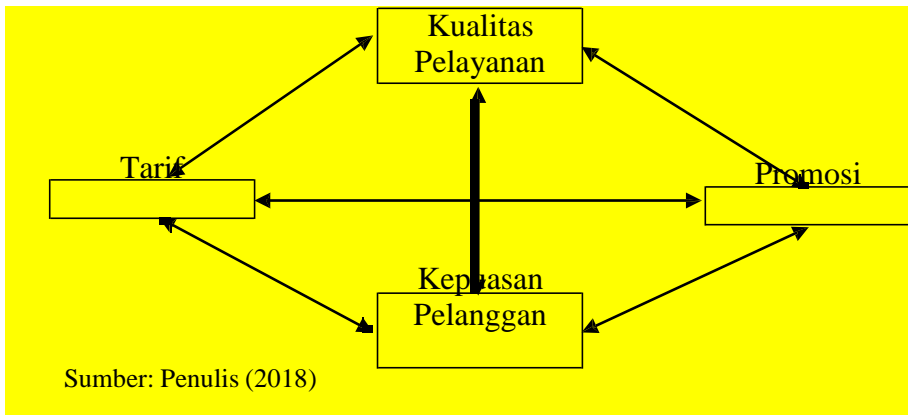 Kualitas
Pelayanan
Tarif
Promosi
Kepuasan
Pelanggan
Sumber: Penulis (2018)